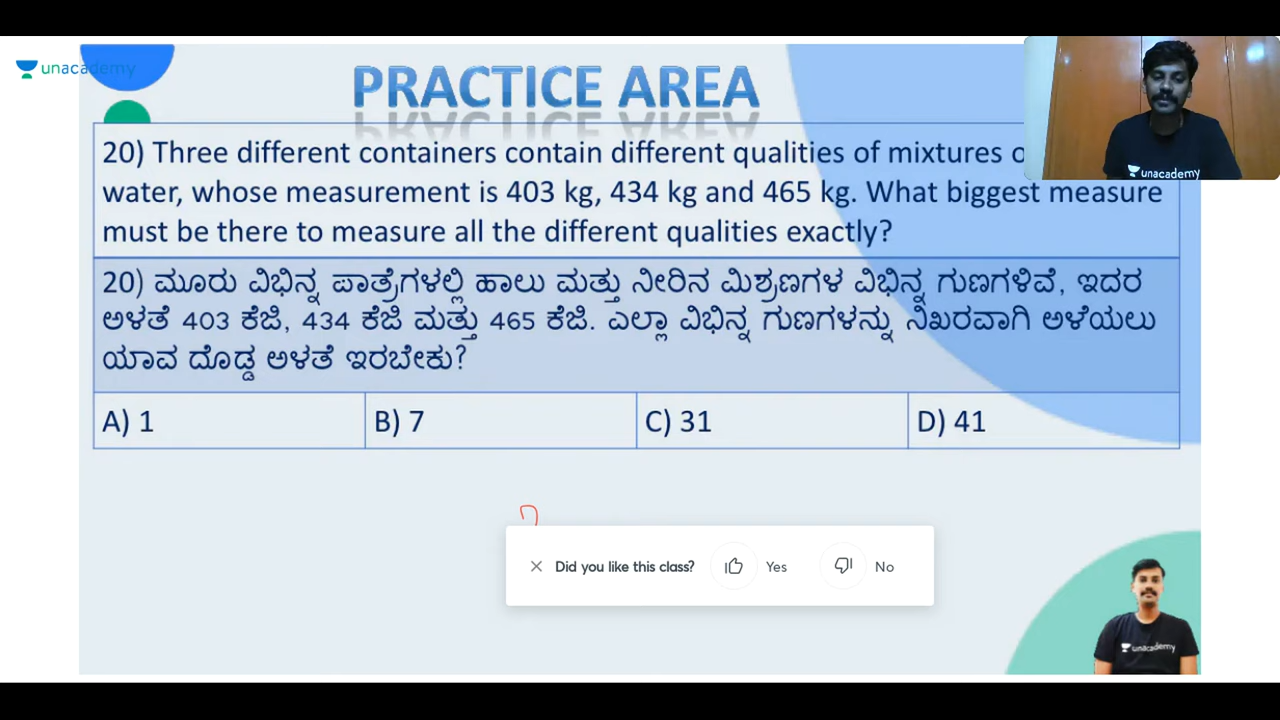 unacademy
PRACTICE AREA
20) Three different containers contain different qualities of mixtures
water, whose measurement is 403 kg, 434 kg and 465 kg. What biggest measure
must be there to measure all the different qualities exactly?
20) ಮೂರು ವಿಭಿನ್ನ ಪಾತ್ರೆಗಳಲ್ಲಿ ಹಾಲು ಮತ್ತು ನೀರಿನ ಮಿಶ್ರಣಗಳ ವಿಭಿನ್ನ ಗುಣಗಳಿವೆ, ಇದರ
ಅಳತೆ 403 ಕೆಜಿ, 434 ಕೆಜಿ ಮತ್ತು 465 ಕೆಜಿ. ಎಲ್ಲಾ ವಿಭಿನ್ನ ಗುಣಗಳನ್ನು ನಿಖರವಾಗಿ ಅಳೆಯಲು
ಯಾವ ದೊಡ್ಡ ಅಳತೆ ಇರಬೇಕು?
A) 1 B) 7 C) 31 D) 41
Did you like this class? Yes No
unacademy
unacademy